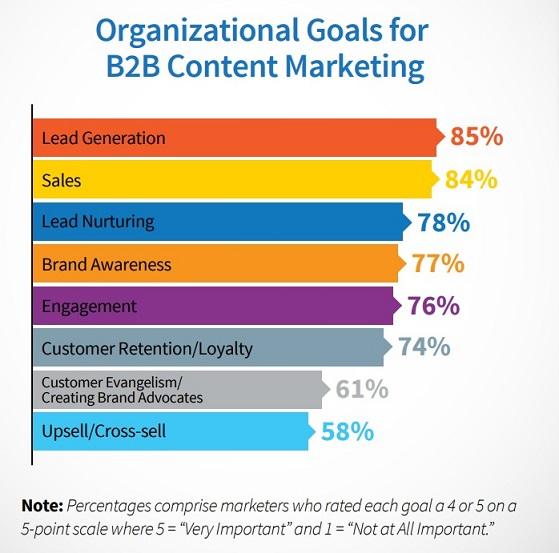 Organizational Goals for
B2B Content Marketing
Lead Generation 85%
Sales 84%
Lead Nurturing 78%
Brand Awareness 77%
Engagement 76%
Customer Retention/Loyalty 74%
Customer Evangelism/
Creating Brand Advocates 61%
Upsell/Cross-sell 58%
Note: Percentages comprise marketers who rated each goal a 4 or 5 on a
5-point scale where 5 = “Very Important” and 1 = “Not at All Important.”